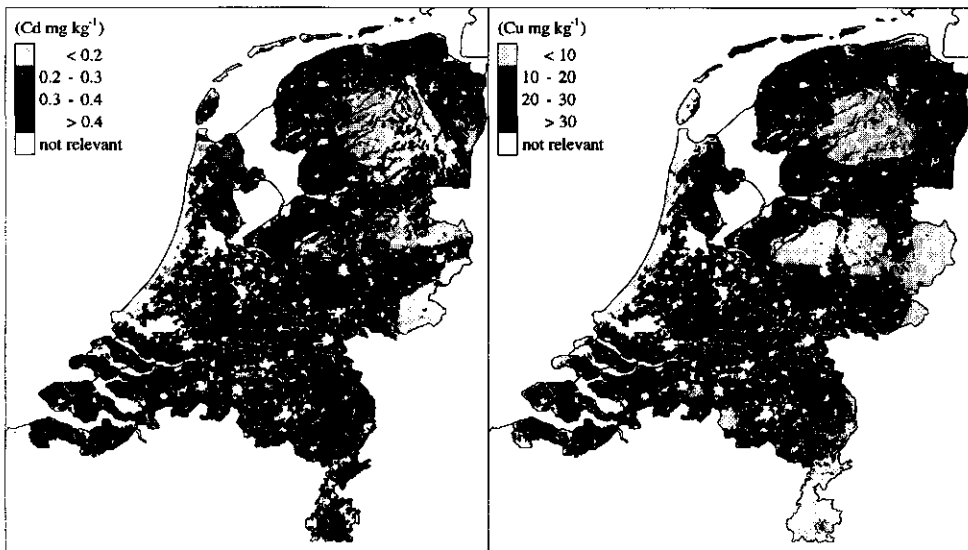 (Cd mg kg⁻¹)
< 0.2
0.2 - 0.3
0.3 - 0.4
> 0.4
not relevant
(Cu mg kg⁻¹)
< 10
10 - 20
20 - 30
> 30
not relevant